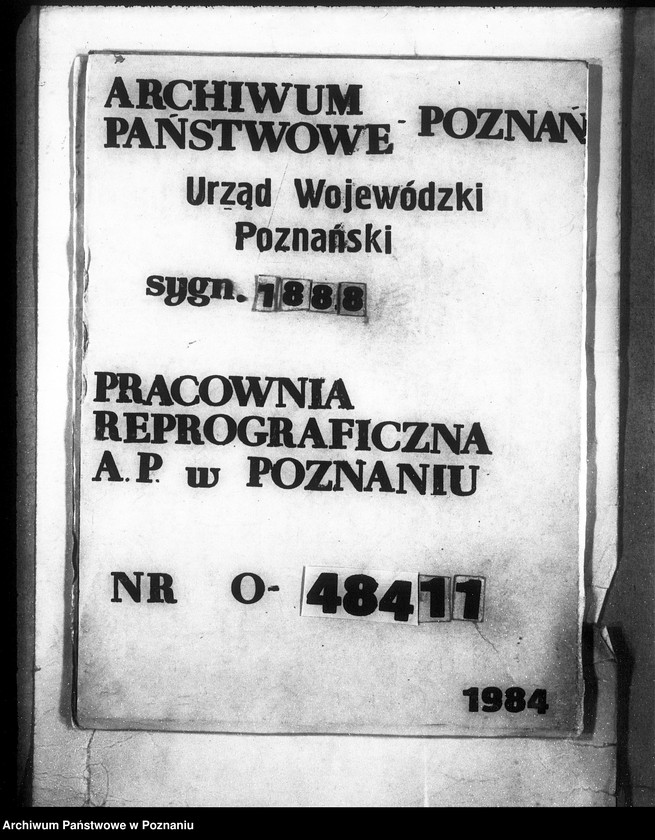 ARCHIWUM
PAŃSTWOWE - POZNAŃ
Urząd Wojewódzki
Poznański
sygn. 1888
PRACOWNIA
REPROGRAFICZNA
A.P. w POZNANIU
NR O-48411
1984
Archiwum Państwowe w Poznaniu